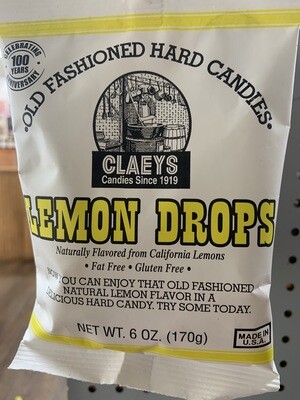 CELEBRATING
100
YEARS
ANNIVERSARY
•OLD FASHIONED HARD CANDIES•
CLAEYS
Candies Since 1919
LEMON DROPS
Naturally Flavored from California Lemons
• Fat Free • Gluten Free •
NOW YOU CAN ENJOY THAT OLD FASHIONED
NATURAL LEMON FLAVOR IN A
DELICIOUS HARD CANDY. TRY SOME TODAY.
NET WT. 6 OZ. (170g)
MADE IN
U.S.A.